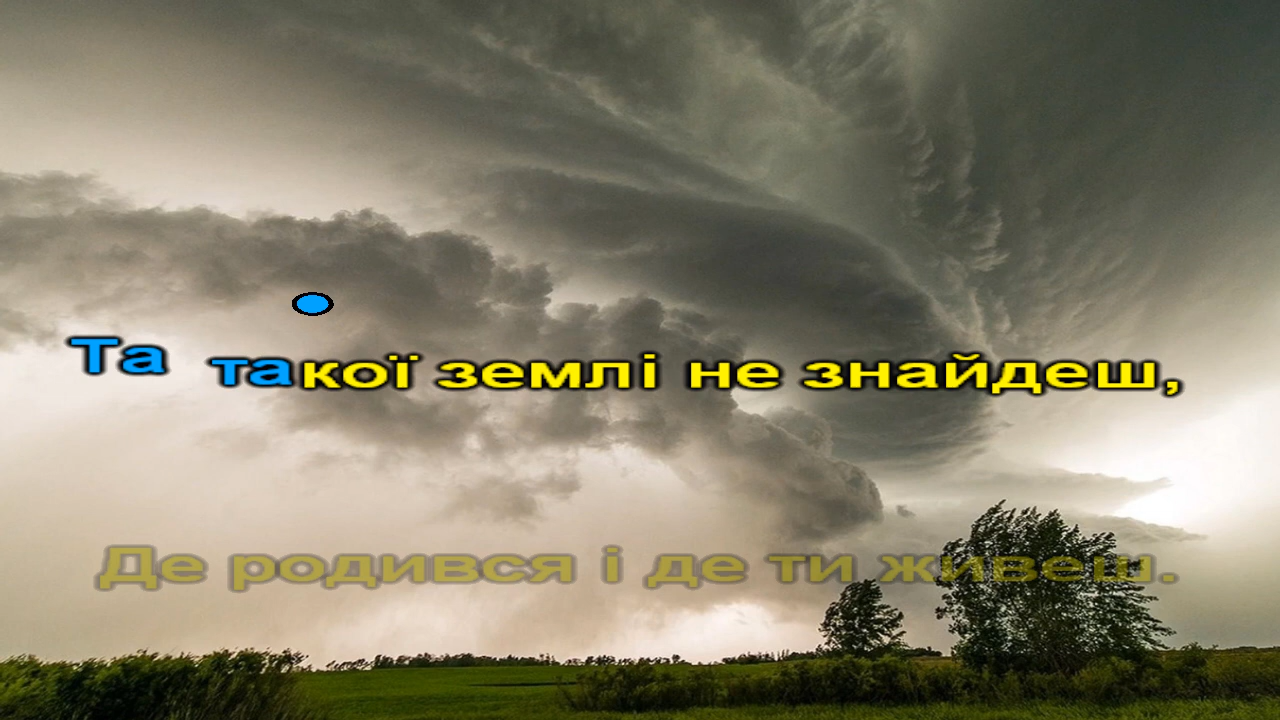 Та такої землі не знайдеш,
Де родився і де ти живеш.